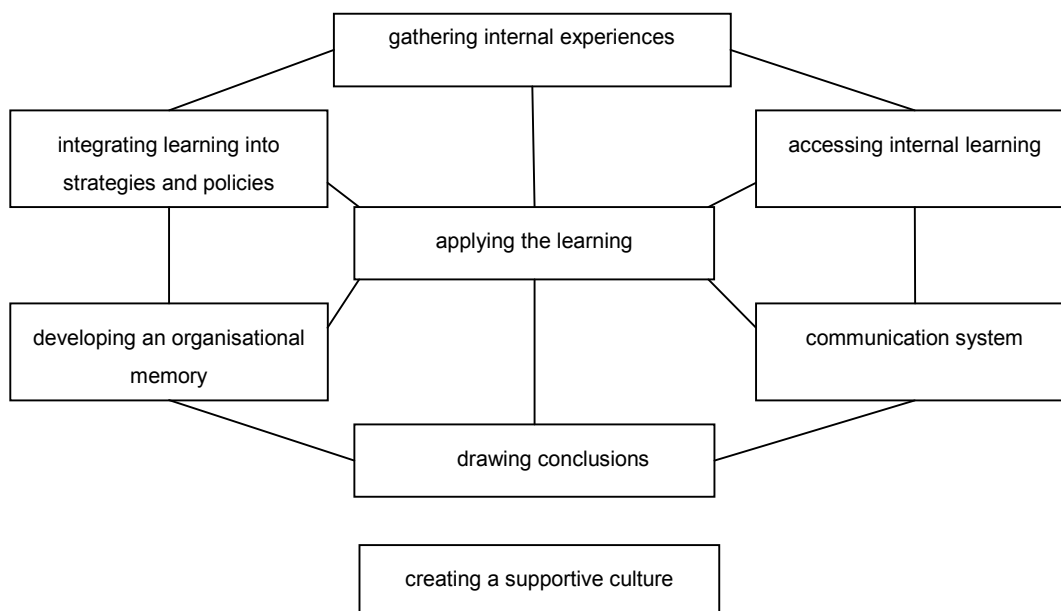 gathering internal experiences
integrating learning into
strategies and policies
accessing internal learning
applying the learning
developing an organisational
memory
communication system
drawing conclusions
creating a supportive culture